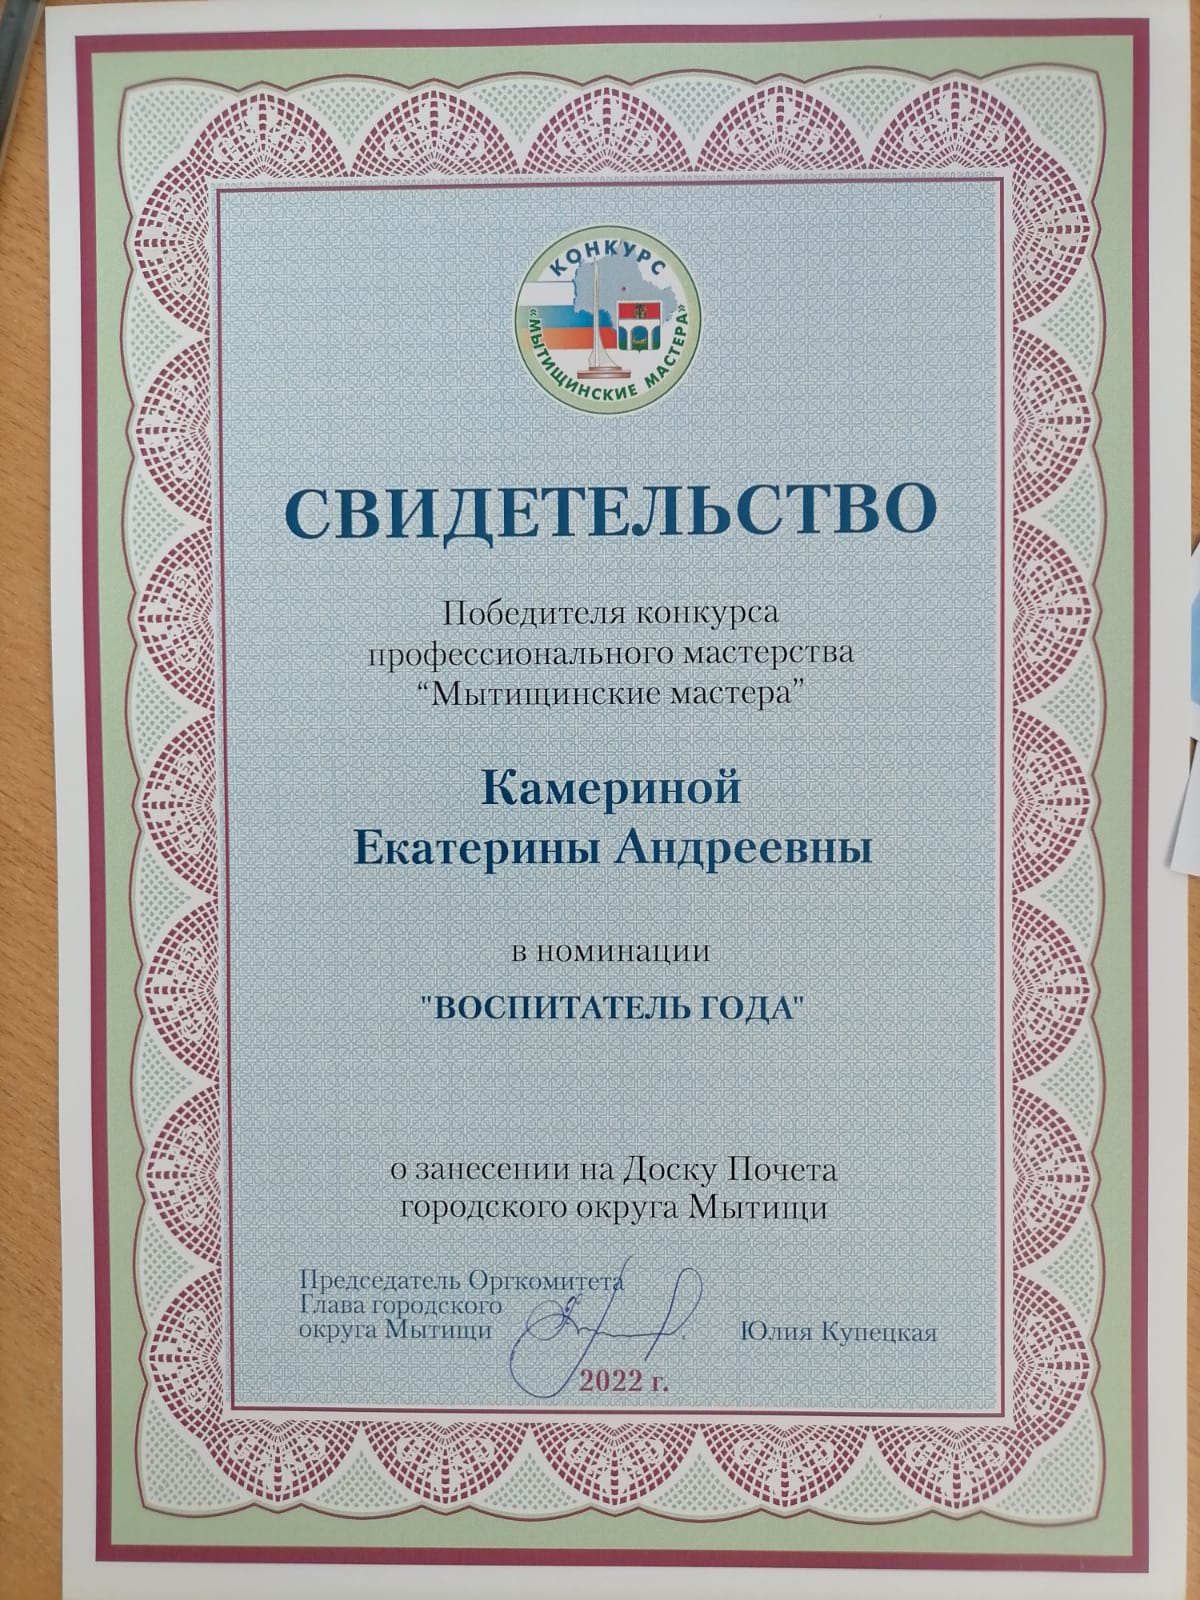 КОНКУРС
«МЫТИЩИНСКИЕ МАСТЕРА»
СВИДЕТЕЛЬСТВО
Победителя конкурса
профессионального мастерства
“Мытищинские мастера”
Камериной
Екатерины Андреевны
в номинации
"ВОСПИТАТЕЛЬ ГОДА"
о занесении на Доску Почета
городского округа Мытищи
Председатель Оргкомитета
Глава городского
округа Мытищи
Юлия Купецкая
2022 г.